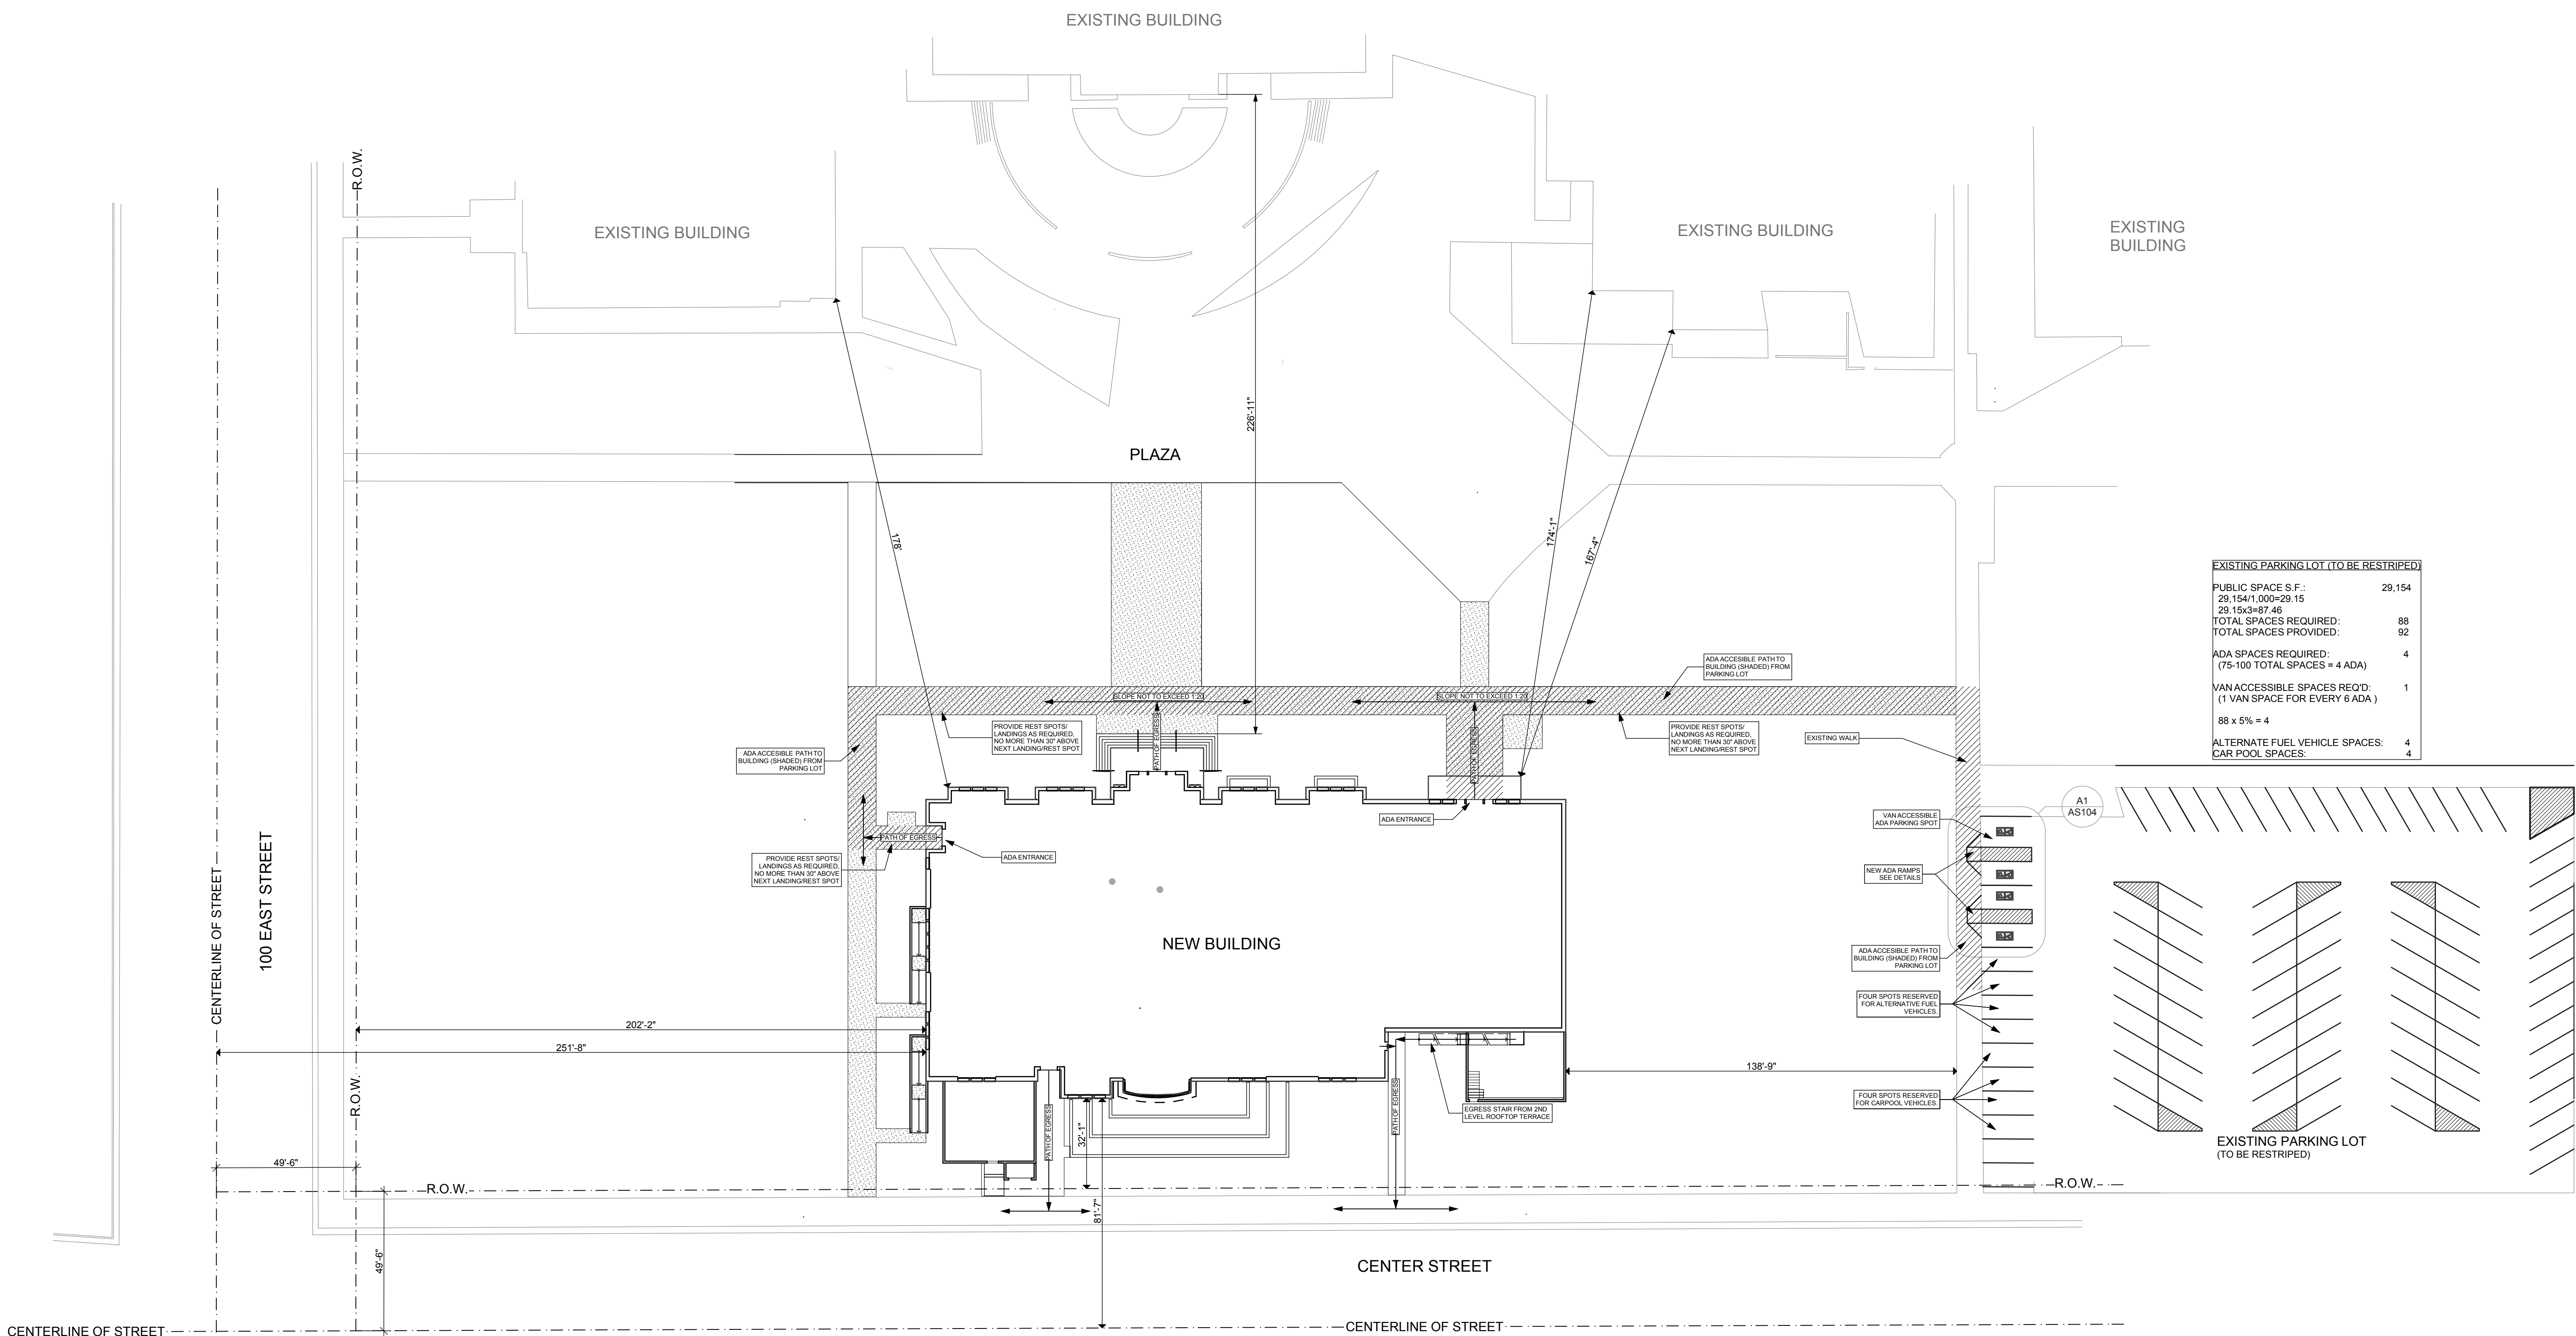 EXISTING BUILDING
R.O.W.
EXISTING BUILDING
EXISTING BUILDING
EXISTING
BUILDING
226'-11"
PLAZA
178'
174'-1"
167'-4"
EXISTING PARKING LOT (TO BE RESTRIPED)
PUBLIC SPACE S.F.: 29,154
29,154/1,000=29.15
29.15x3=87.46
TOTAL SPACES REQUIRED: 88
TOTAL SPACES PROVIDED: 92
ADA SPACES REQUIRED: 4
(75-100 TOTAL SPACES = 4 ADA)
VAN ACCESSIBLE SPACES REQ'D: 1
(1 VAN SPACE FOR EVERY 6 ADA )
88 x 5% = 4
ALTERNATE FUEL VEHICLE SPACES: 4
CAR POOL SPACES: 4
ADA ACCESIBLE PATH TO
BUILDING (SHADED) FROM
PARKING LOT
SLOPE NOT TO EXCEED 1:20
SLOPE NOT TO EXCEED 1:20
PROVIDE REST SPOTS/
LANDINGS AS REQUIRED,
NO MORE THAN 30" ABOVE
NEXT LANDING/REST SPOT
PATH OF EGRESS
PATH OF EGRESS
PROVIDE REST SPOTS/
LANDINGS AS REQUIRED,
NO MORE THAN 30" ABOVE
NEXT LANDING/REST SPOT
EXISTING WALK
ADA ACCESIBLE PATH TO
BUILDING (SHADED) FROM
PARKING LOT
A1
AS104
VAN ACCESSIBLE
ADA PARKING SPOT
ADA ENTRANCE
PATH OF EGRESS
ADA ENTRANCE
PROVIDE REST SPOTS/
LANDINGS AS REQUIRED,
NO MORE THAN 30" ABOVE
NEXT LANDING/REST SPOT
NEW ADA RAMPS
SEE DETAILS
100 EAST STREET
CENTERLINE OF STREET
NEW BUILDING
ADA ACCESIBLE PATH TO
BUILDING (SHADED) FROM
PARKING LOT
FOUR SPOTS RESERVED
FOR ALTERNATIVE FUEL
VEHICLES.
202'-2"
251'-8"
138'-9"
R.O.W.
FOUR SPOTS RESERVED
FOR CARPOOL VEHICLES.
EGRESS STAIR FROM 2ND
LEVEL ROOFTOP TERRACE
PATH OF EGRESS
PATH OF EGRESS
32'-1"
EXISTING PARKING LOT
(TO BE RESTRIPED)
49'-6"
R.O.W.
R.O.W.
81'-7"
49'-6"
CENTER STREET
CENTERLINE OF STREET
CENTERLINE OF STREET